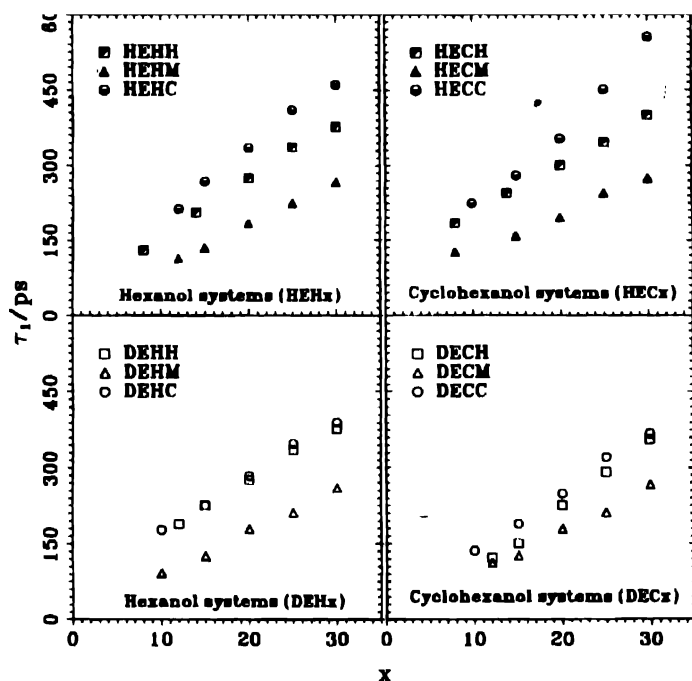 60
450
300
150
0
450
300
150
0
τ₁/ps
HEHH
HEHM
HEHC
Hexanol systems (HEHx)
HECH
HECM
HECC
Cyclohexanol systems (HECx)
DEHH
DEHM
DEHC
Hexanol systems (DEHx)
DECH
DECM
DECC
Cyclohexanol systems (DECx)
0 10 20 30 10 20 30
x